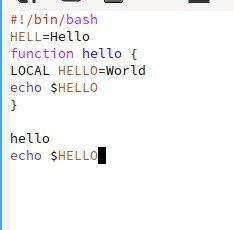 #!/bin/bash
HELL=Hello
function hello {
LOCAL HELLO=World
echo $HELLO
}
hello
echo $HELLO